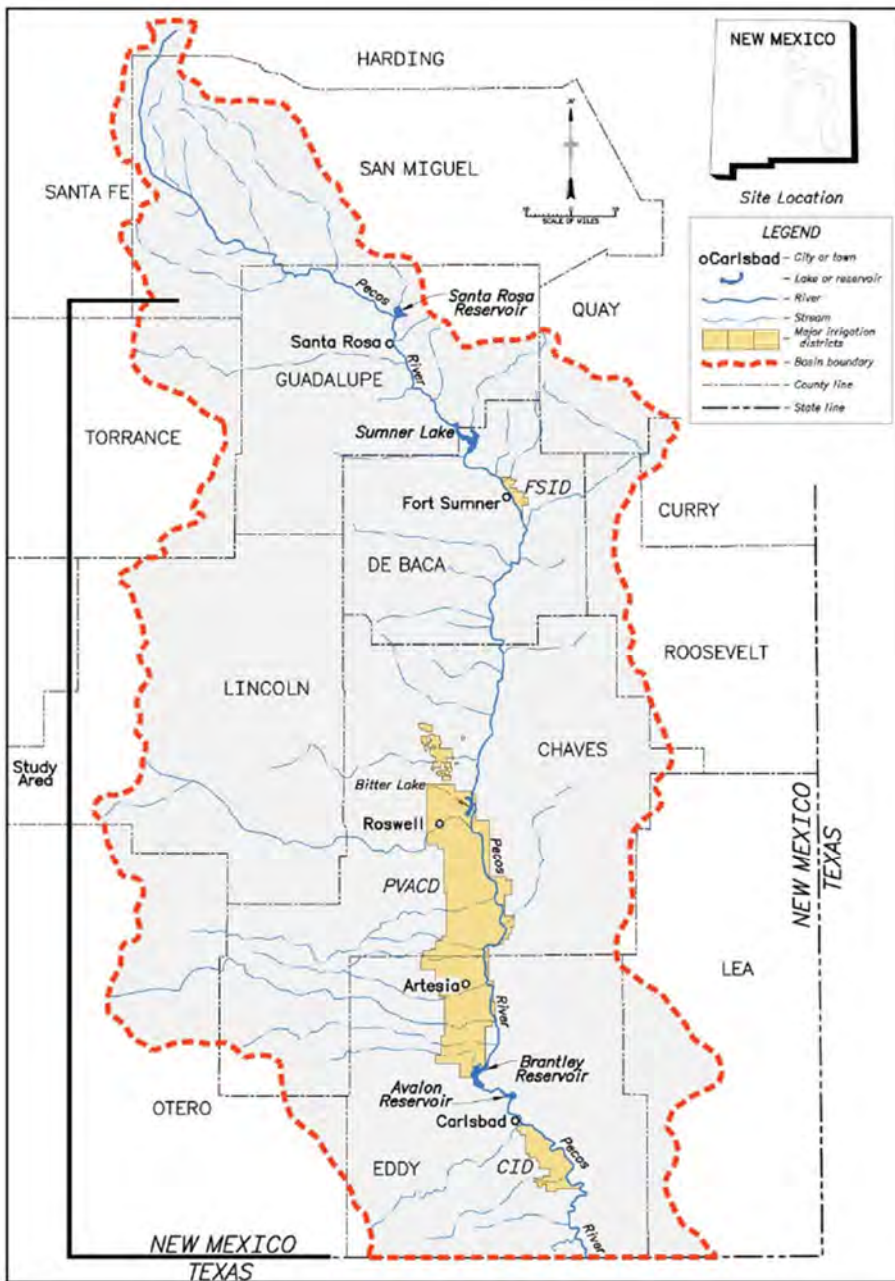 NEW MEXICO
Site Location
HARDING
SAN MIGUEL
SANTA FE
SCALE OF MILES
LEGEND
Carlsbad – City or town
– Lake or reservoir
– River
– Stream
– Major irrigation
districts
– Basin boundary
– County line
– State line
Pecos
Santa Rosa
Reservoir
QUAY
Santa Rosa
River
GUADALUPE
TORRANCE
Sumner Lake
FSID
Fort Sumner
CURRY
DE BACA
ROOSEVELT
LINCOLN
CHAVES
Study
Area
Bitter Lake
Roswell
Pecos
PVACD
NEW MEXICO
TEXAS
LEA
Artesia
River
Brantley
Reservoir
Avalon
Reservoir
OTERO
Carlsbad
Pecos
CID
EDDY
River
NEW MEXICO
TEXAS